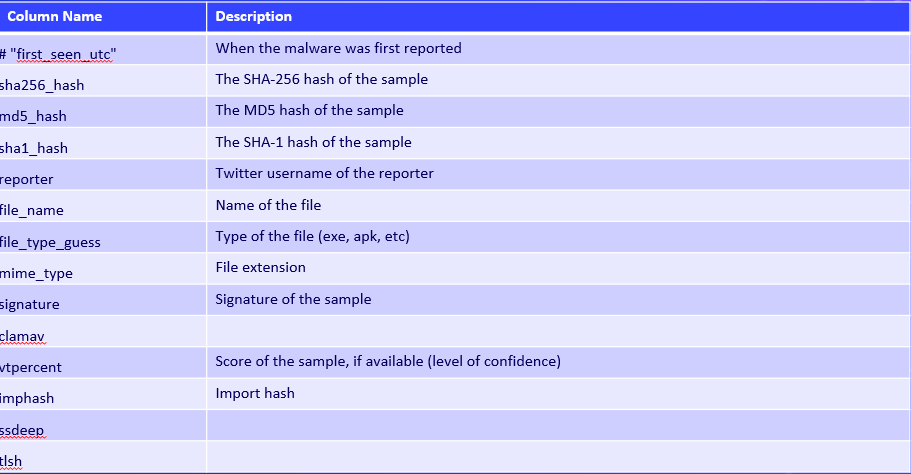 Column Name Description
# "first_seen_utc" When the malware was first reported
sha256_hash The SHA-256 hash of the sample
md5_hash The MD5 hash of the sample
sha1_hash The SHA-1 hash of the sample
reporter Twitter username of the reporter
file_name Name of the file
file_type_guess Type of the file (exe, apk, etc)
mime_type File extension
signature Signature of the sample
clamav
vtpercent Score of the sample, if available (level of confidence)
imphash Import hash
ssdeep
tlsh